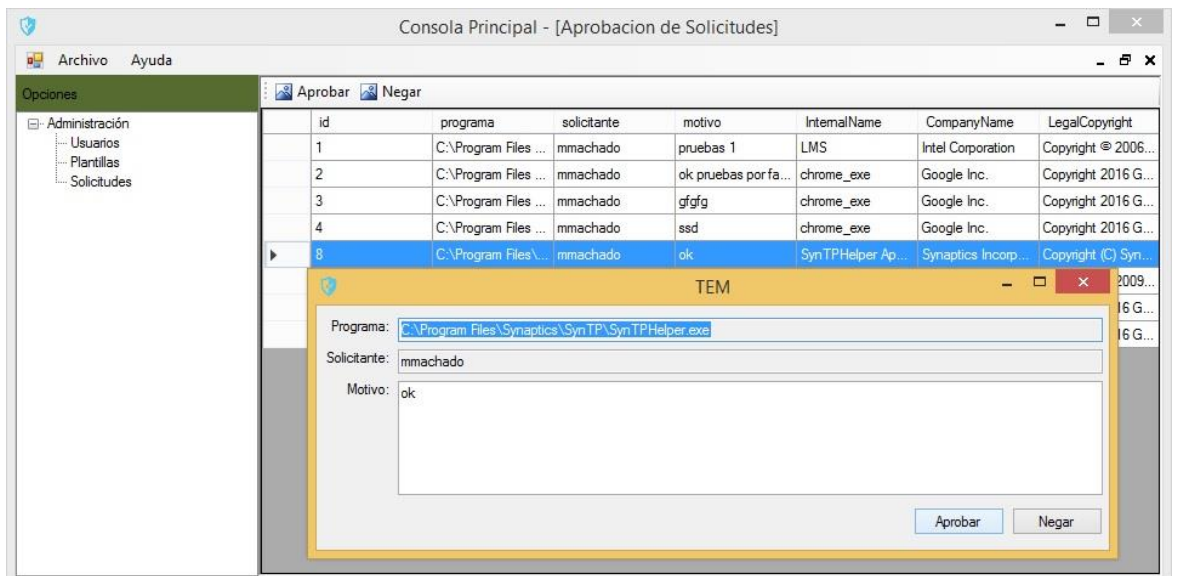 Consola Principal - [Aprobacion de Solicitudes]
Archivo Ayuda
Opciones
Aprobar Negar
Administración
Usuarios
Plantillas
Solicitudes
id programa solicitante motivo InternalName CompanyName LegalCopyright
1 C:\Program Files ... mmachado pruebas 1 LMS Intel Corporation Copyright © 2006...
2 C:\Program Files ... mmachado ok pruebas por fa... chrome_exe Google Inc. Copyright 2016 G...
3 C:\Program Files ... mmachado gfgfg chrome_exe Google Inc. Copyright 2016 G...
4 C:\Program Files ... mmachado ssd chrome_exe Google Inc. Copyright 2016 G...
8 C:\Program Files\... mmachado ok SynTPHelper Ap... Synaptics Incorp... Copyright (C) Syn...
2009...
16 G...
16 G...
TEM
Programa: C:\Program Files\Synaptics\SynTP\SynTPHelper.exe
Solicitante: mmachado
Motivo: ok
Aprobar Negar